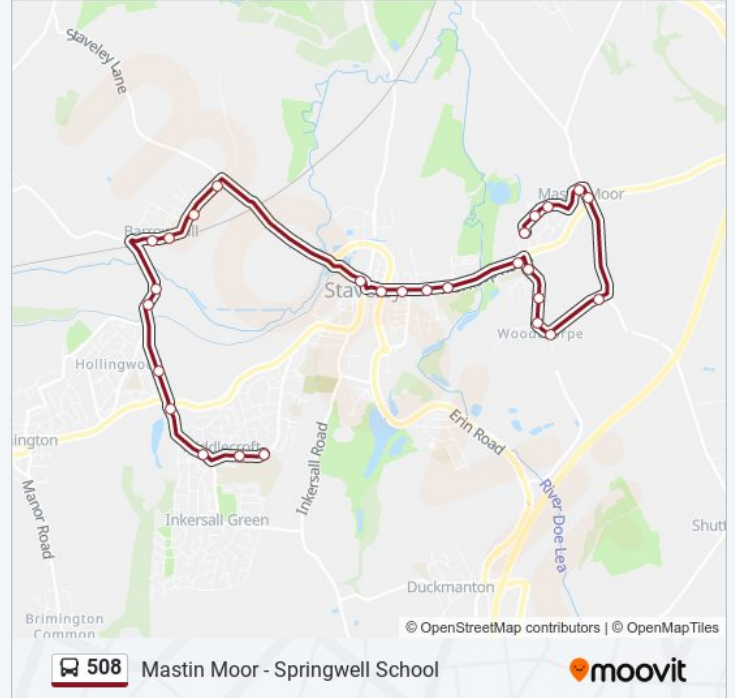 Staveley Lane
Mastin Moor
Barrow Hill
Staveley
Woodthorpe
Hollingwood
ington
Middlecroft
Erin Road
Inkersall Road
Manor Road
River Doe Lea
Inkersall Green
Shutt
Duckmanton
Brimington
Common
© OpenStreetMap contributors | © OpenMapTiles
508 Mastin Moor - Springwell School
moovit